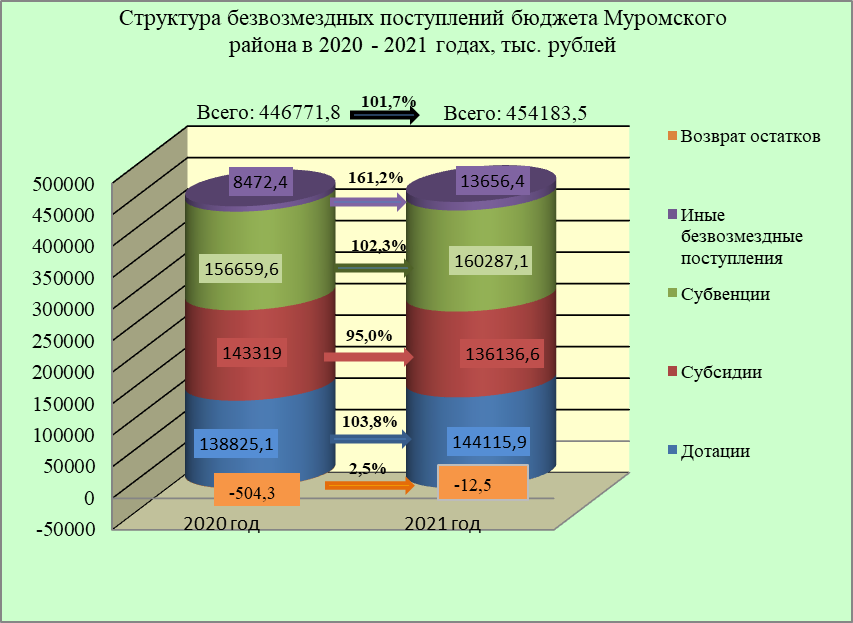 Структура безвозмездных поступлений бюджета Муромского
района в 2020 - 2021 годах, тыс. рублей
Всего: 446771,8
101,7%
Всего: 454183,5
500000
450000
400000
350000
300000
250000
200000
150000
100000
50000
0
-50000
8472,4
161,2%
13656,4
156659,6
102,3%
160287,1
143319
95,0%
136136,6
138825,1
103,8%
144115,9
-504,3
2,5%
-12,5
2020 год
2021 год
Возврат остатков
Иные
безвозмездные
поступления
Субвенции
Субсидии
Дотации